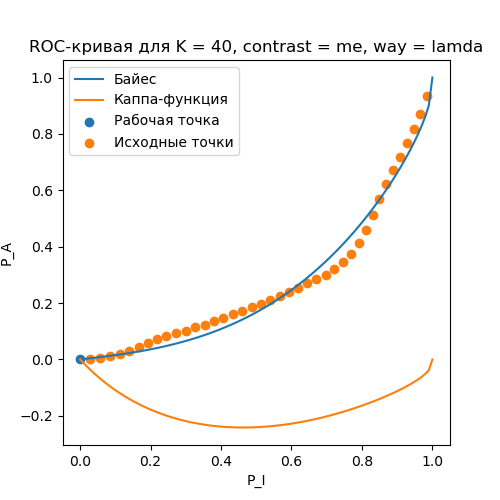 ROC-кривая для K = 40, contrast = me, way = lamda
Байес
Каппа-функция
Рабочая точка
Исходные точки
1.0
0.8
0.6
0.4
0.2
0.0
−0.2
P_A
0.0 0.2 0.4 0.6 0.8 1.0
P_I